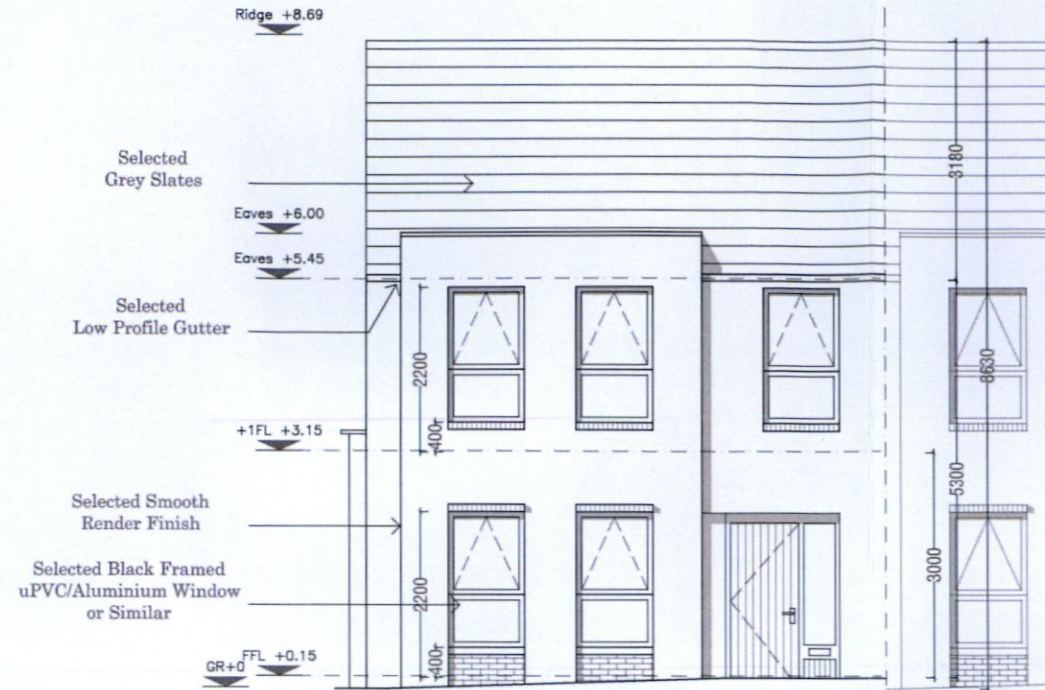 Ridge +8.69
Selected
Grey Slates
Eaves +6.00
Eaves +5.45
Selected
Low Profile Gutter
+1FL +3.15
Selected Smooth
Render Finish
Selected Black Framed
uPVC/Aluminium Window
or Similar
FFL +0.15
GR+0
2200
400
2200
400
3180
8630
5300
3000